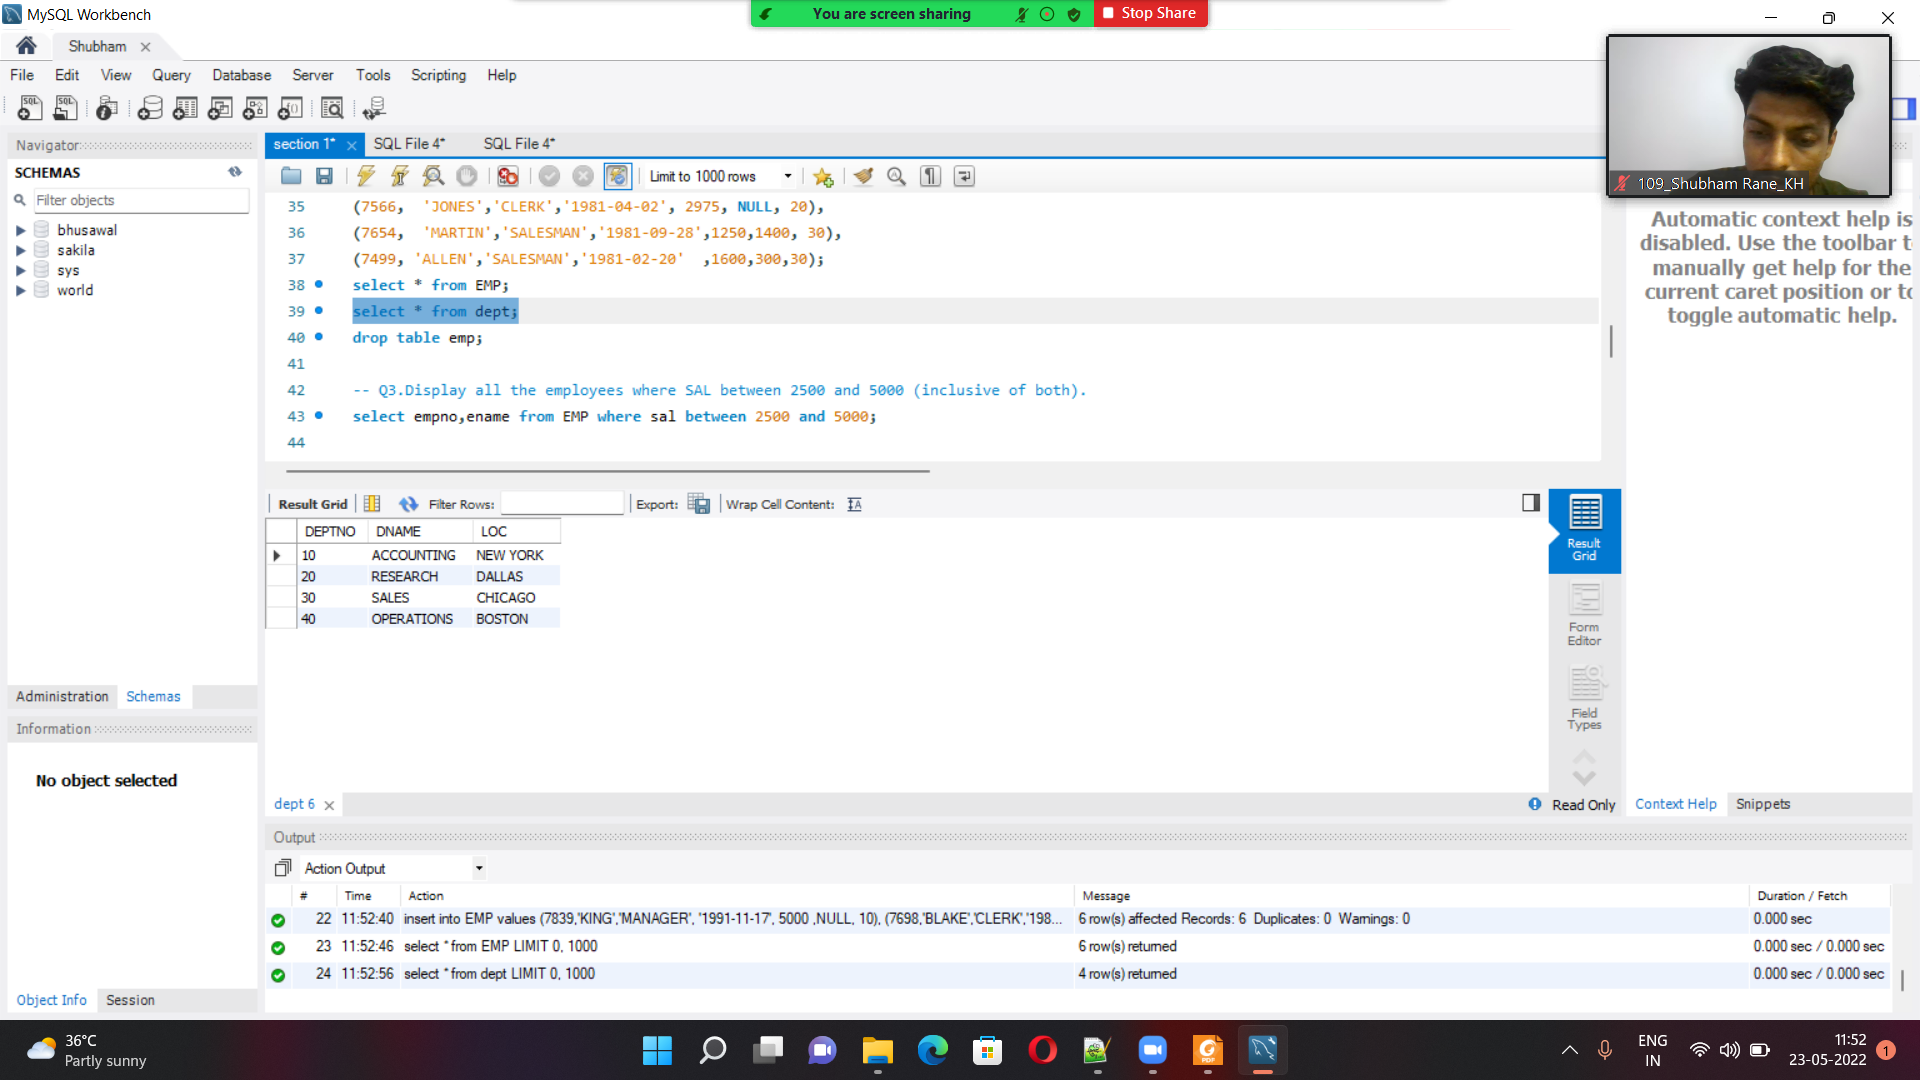 MySQL Workbench
You are screen sharing
Stop Share
Shubham
File Edit View Query Database Server Tools Scripting Help
109_Shubham Rane_KH
Navigator
SCHEMAS
Filter objects
bhusawal
sakila
sys
world
section 1* SQL File 4* SQL File 4*
Limit to 1000 rows
35 (7566, 'JONES','CLERK','1981-04-02', 2975, NULL, 20),
36 (7654, 'MARTIN','SALESMAN','1981-09-28',1250,1400, 30),
37 (7499, 'ALLEN','SALESMAN','1981-02-20' ,1600,300,30);
38 select * from EMP;
39 select * from dept;
40 drop table emp;
41
42 -- Q3.Display all the employees where SAL between 2500 and 5000 (inclusive of both).
43 select empno,ename from EMP where sal between 2500 and 5000;
44
Automatic context help is
disabled. Use the toolbar t
manually get help for the
current caret position or to
toggle automatic help.
Result Grid Filter Rows: Export: Wrap Cell Content:
DEPTNO DNAME LOC
10 ACCOUNTING NEW YORK
20 RESEARCH DALLAS
30 SALES CHICAGO
40 OPERATIONS BOSTON
Result
Grid
Form
Editor
Field
Types
Administration Schemas
Information
No object selected
dept 6
Read Only
Context Help Snippets
Output
Action Output
# Time Action Message Duration / Fetch
22 11:52:40 insert into EMP values (7839,'KING','MANAGER', '1991-11-17', 5000 ,NULL, 10), (7698,'BLAKE','CLERK','198... 6 row(s) affected Records: 6 Duplicates: 0 Warnings: 0 0.000 sec
23 11:52:46 select * from EMP LIMIT 0, 1000 6 row(s) returned 0.000 sec / 0.000 sec
24 11:52:56 select * from dept LIMIT 0, 1000 4 row(s) returned 0.000 sec / 0.000 sec
Object Info Session
36°C
Partly sunny
ENG
IN
11:52
23-05-2022
1